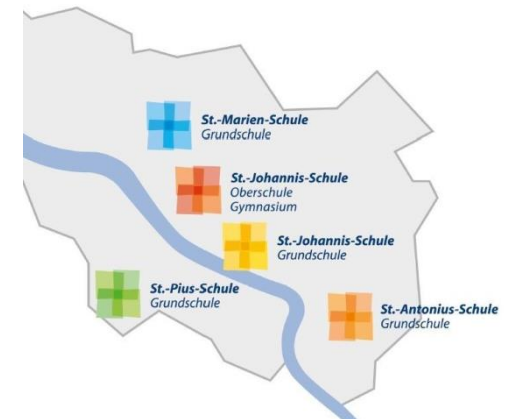 St.-Marien-Schule
Grundschule
St.-Johannis-Schule
Oberschule
Gymnasium
St.-Johannis-Schule
Grundschule
St.-Pius-Schule
Grundschule
St.-Antonius-Schule
Grundschule